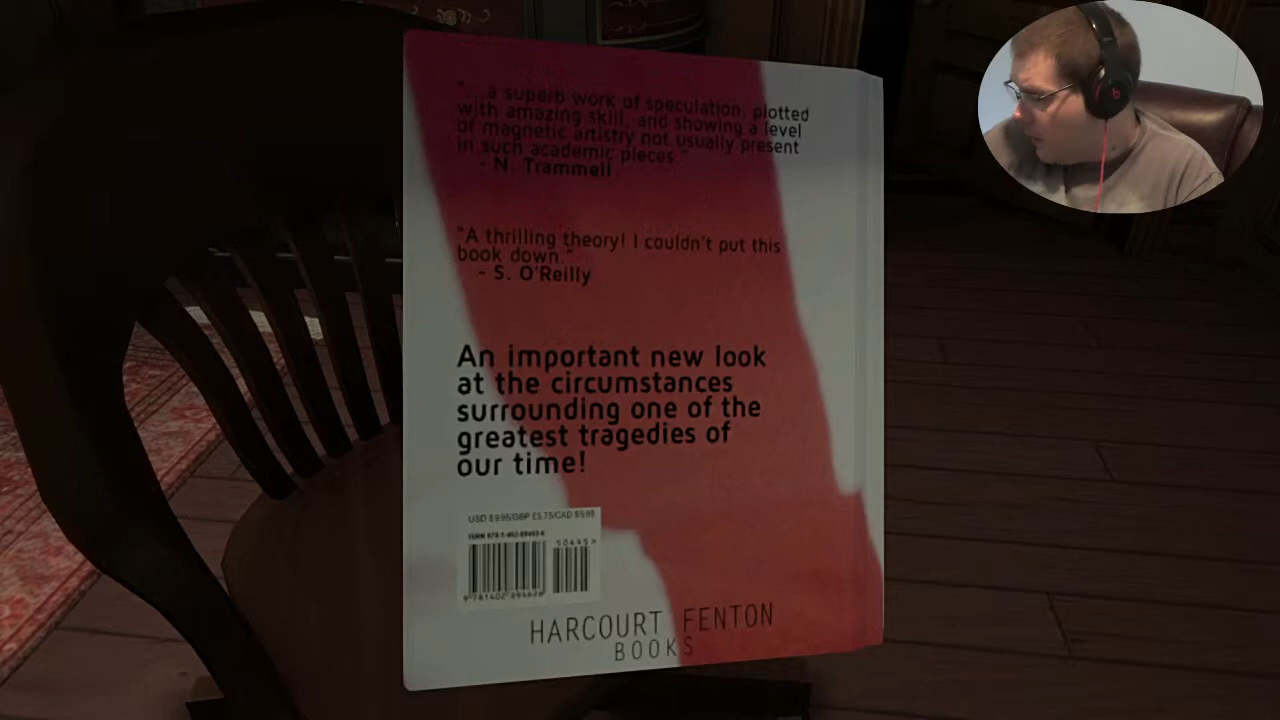 "...a superb work of speculation, plotted
with amazing skill, and showing a level
of magnetic artistry not usually present
in such academic pieces."
- N. Trammell
"A thrilling theory! I couldn't put this
book down."
- S. O'Reilly
An important new look
at the circumstances
surrounding one of the
greatest tragedies of
our time!
USD $9.95/GBP £5.75/CAD $9.95
HARCOURT FENTON
BOOKS